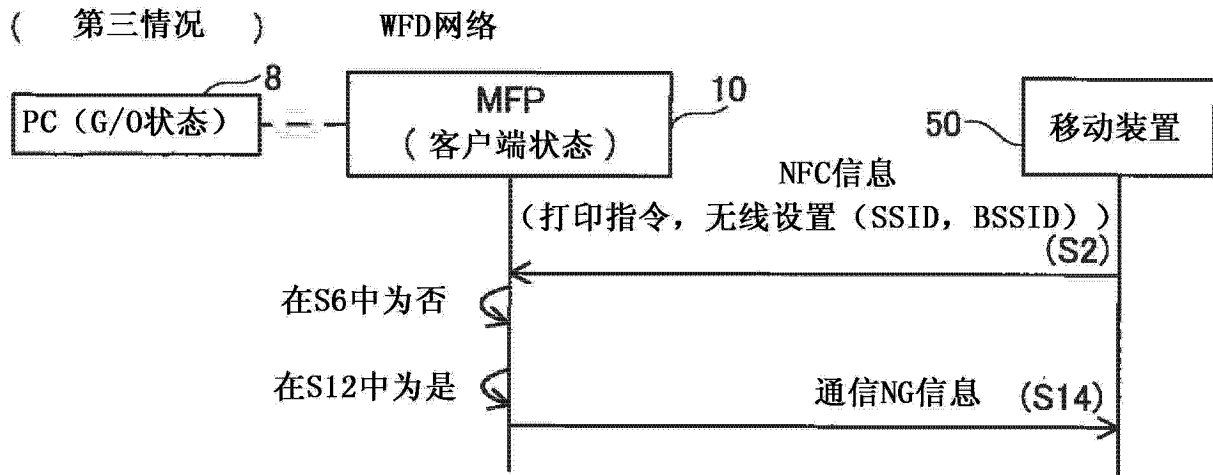 (　第三情况　)　WFD网络
8
PC（G/O状态）
MFP
(客户端状态)
10
50
移动装置
NFC信息
（打印指令，无线设置（SSID，BSSID））
(S2)
在S6中为否
在S12中为是
通信NG信息 (S14)